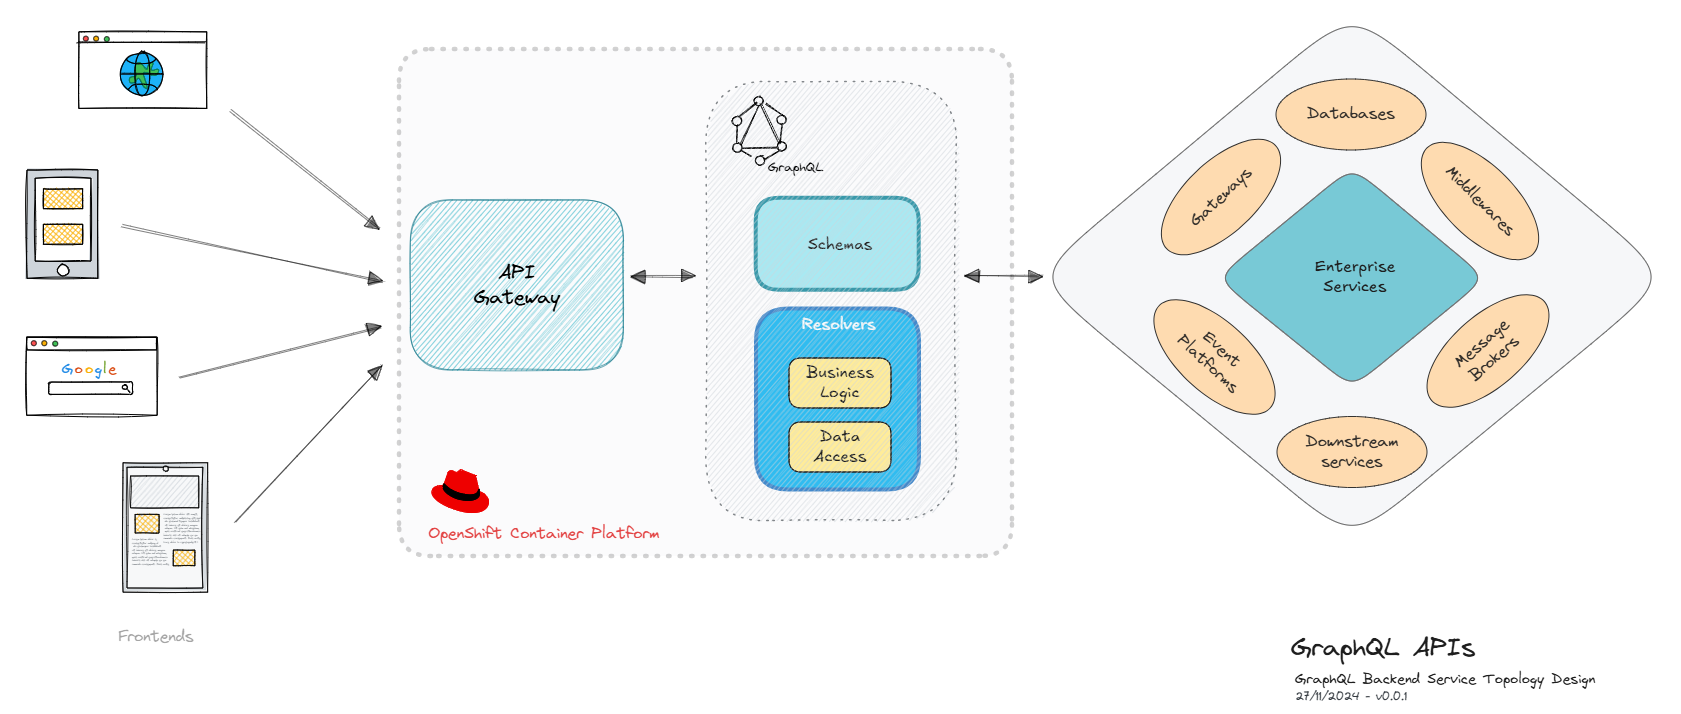 Google
Frontends
API
Gateway
OpenShift Container Platform
GraphQL
Schemas
Resolvers
Business
Logic
Data
Access
Databases
Gateways
Middlewares
Enterprise
Services
Event
Platforms
Message
Brokers
Downstream
services
GraphQL APIs
GraphQL Backend Service Topology Design
27/11/2024 - v0.0.1